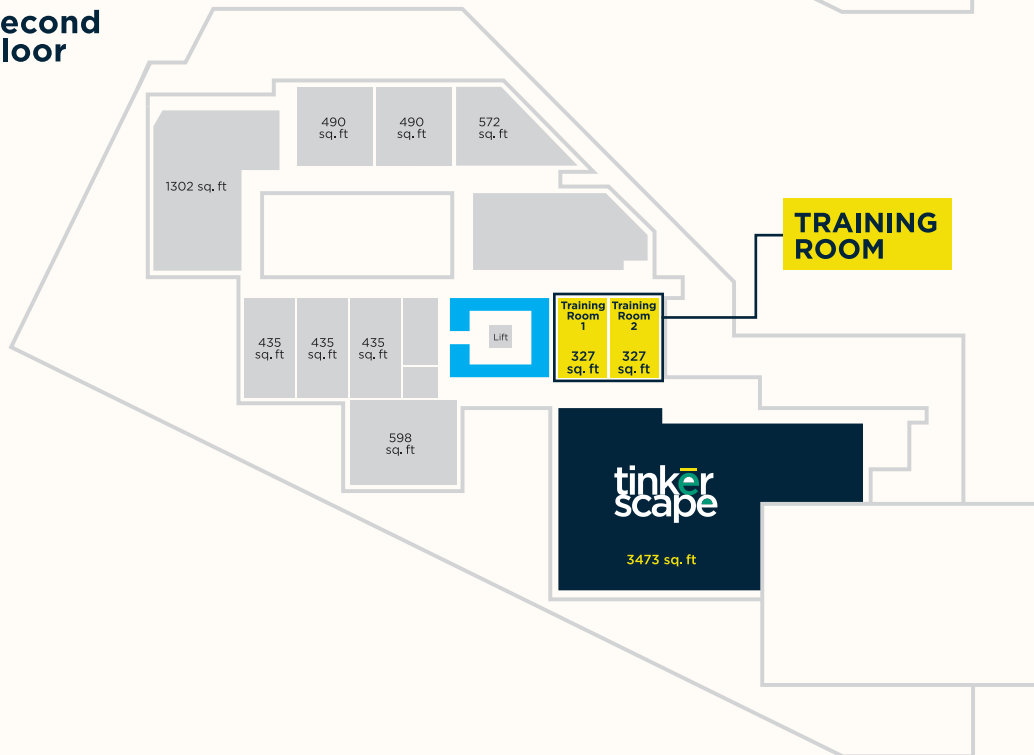 econd
loor
490
sq. ft
490
sq. ft
572
sq. ft
1302 sq. ft
TRAINING
ROOM
Training
Room
1
327
sq. ft
Training
Room
2
327
sq. ft
Lift
435
sq. ft
435
sq. ft
435
sq. ft
598
sq. ft
tinkēr
scape
3473 sq. ft